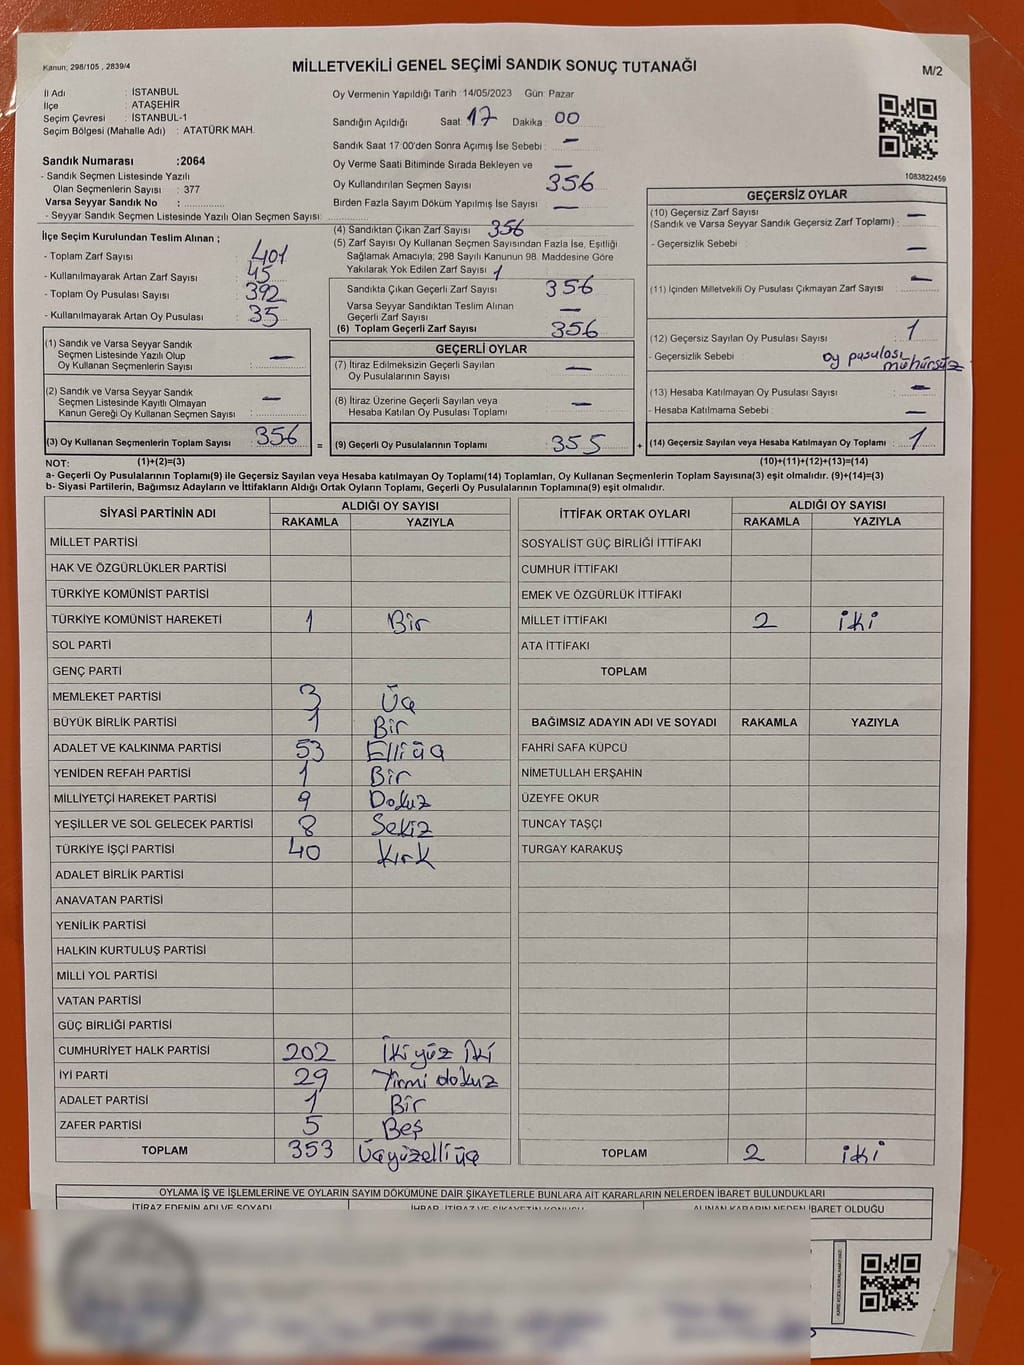 Kanun; 298/105 , 2839/4
MİLLETVEKİLİ GENEL SEÇİMİ SANDIK SONUÇ TUTANAĞI
M/2
İl Adı : İSTANBUL
İlçe : ATAŞEHİR
Seçim Çevresi : İSTANBUL-1
Seçim Bölgesi (Mahalle Adı) : ATATÜRK MAH.
Sandık Numarası :2064
- Sandık Seçmen Listesinde Yazılı
Olan Seçmenlerin Sayısı : 377
Varsa Seyyar Sandık No :
- Seyyar Sandık Seçmen Listesinde Yazılı Olan Seçmen Sayısı:
Oy Vermenin Yapıldığı Tarih :14/05/2023 Gün: Pazar
Sandığın Açıldığı Saat: 17 Dakika : 00
Sandık Saat 17:00'den Sonra Açımış İse Sebebi : —
Oy Verme Saati Bitiminde Sırada Bekleyen ve —
Oy Kullandırılan Seçmen Sayısı 356
Birden Fazla Sayım Döküm Yapılmış İse Sayısı —
1083822459
İlçe Seçim Kurulundan Teslim Alınan ;
- Toplam Zarf Sayısı : 401
- Kullanılmayarak Artan Zarf Sayısı : 45
- Toplam Oy Pusulası Sayısı : 392
- Kullanılmayarak Artan Oy Pusulası : 35
(4) Sandıktan Çıkan Zarf Sayısı 356
(5) Zarf Sayısı Oy Kullanan Seçmen Sayısından Fazla İse, Eşitliği
Sağlamak Amacıyla; 298 Sayılı Kanunun 98. Maddesine Göre
Yakılarak Yok Edilen Zarf Sayısı 1
Sandıkta Çıkan Geçerli Zarf Sayısı 356
Varsa Seyyar Sandıktan Teslim Alınan
Geçerli Zarf Sayısı —
(6) Toplam Geçerli Zarf Sayısı 356
GEÇERSİZ OYLAR
(10) Geçersiz Zarf Sayısı —
(Sandık ve Varsa Seyyar Sandık Geçersiz Zarf Toplamı) :
- Geçersizlik Sebebi : —
(11) İçinden Milletvekili Oy Pusulası Çıkmayan Zarf Sayısı : —
(12) Geçersiz Sayılan Oy Pusulası Sayısı : 1
- Geçersizlik Sebebi : oy pusulası
mühürsüz
(13) Hesaba Katılmayan Oy Pusulası Sayısı : —
- Hesaba Katılmama Sebebi : —
(14) Geçersiz Sayılan veya Hesaba Katılmayan Oy Toplamı : 1
(1) Sandık ve Varsa Seyyar Sandık
Seçmen Listesinde Yazılı Olup
Oy Kullanan Seçmenlerin Sayısı : —
(2) Sandık ve Varsa Seyyar Sandık
Seçmen Listesinde Kayıtlı Olmayan
Kanun Gereği Oy Kullanan Seçmen Sayısı : —
(3) Oy Kullanan Seçmenlerin Toplam Sayısı : 356 =
GEÇERLİ OYLAR
(7) İtiraz Edilmeksizin Geçerli Sayılan
Oy Pusulalarının Sayısı —
(8) İtiraz Üzerine Geçerli Sayılan veya
Hesaba Katılan Oy Pusulası Toplamı —
(9) Geçerli Oy Pusulalarının Toplamı : 355 +
NOT: (1)+(2)=(3) (10)+(11)+(12)+(13)=(14)
a- Geçerli Oy Pusulalarının Toplamı(9) ile Geçersiz Sayılan veya Hesaba katılmayan Oy Toplamı(14) Toplamları, Oy Kullanan Seçmenlerin Toplam Sayısına(3) eşit olmalıdır. (9)+(14)=(3)
b- Siyasi Partilerin, Bağımsız Adayların ve İttifakların Aldığı Ortak Oyların Toplamı, Geçerli Oy Pusulalarının Toplamına(9) eşit olmalıdır.
SİYASİ PARTİNİN ADI ALDIĞI OY SAYISI
RAKAMLA YAZIYLA
MİLLET PARTİSİ
HAK VE ÖZGÜRLÜKLER PARTİSİ
TÜRKİYE KOMÜNİST PARTİSİ
TÜRKİYE KOMÜNİST HAREKETİ 1 Bir
SOL PARTİ
GENÇ PARTİ
MEMLEKET PARTİSİ 3 Üç
BÜYÜK BİRLİK PARTİSİ 1 Bir
ADALET VE KALKINMA PARTİSİ 53 Elliüç
YENİDEN REFAH PARTİSİ 1 Bir
MİLLİYETÇİ HAREKET PARTİSİ 9 Dokuz
YEŞİLLER VE SOL GELECEK PARTİSİ 8 Sekiz
TÜRKİYE İŞÇİ PARTİSİ 40 Kırk
ADALET BİRLİK PARTİSİ
ANAVATAN PARTİSİ
YENİLİK PARTİSİ
HALKIN KURTULUŞ PARTİSİ
MİLLİ YOL PARTİSİ
VATAN PARTİSİ
GÜÇ BİRLİĞİ PARTİSİ
CUMHURİYET HALK PARTİSİ 202 İkiyüz iki
İYİ PARTİ 29 Yirmi dokuz
ADALET PARTİSİ 1 Bir
ZAFER PARTİSİ 5 Beş
TOPLAM 353 Üçyüzelliüç
İTTİFAK ORTAK OYLARI ALDIĞI OY SAYISI
RAKAMLA YAZIYLA
SOSYALİST GÜÇ BİRLİĞİ İTTİFAKI
CUMHUR İTTİFAKI
EMEK VE ÖZGÜRLÜK İTTİFAKI
MİLLET İTTİFAKI 2 iki
ATA İTTİFAKI
TOPLAM
BAĞIMSIZ ADAYIN ADI VE SOYADI RAKAMLA YAZIYLA
FAHRİ SAFA KÜPCÜ
NİMETULLAH ERŞAHİN
ÜZEYFE OKUR
TUNCAY TAŞÇI
TURGAY KARAKUŞ
TOPLAM 2 iki
OYLAMA İŞ VE İŞLEMLERİNE VE OYLARIN SAYIM DÖKÜMÜNE DAİR ŞİKAYETLERLE BUNLARA AİT KARARLARIN NELERDEN İBARET BULUNDUKLARI
İTİRAZ EDENİN ADI VE SOYADI İHBAR, İTİRAZ VE ŞİKAYETİN KONUSU ALINAN KARARIN NEDEN İBARET OLDUĞU